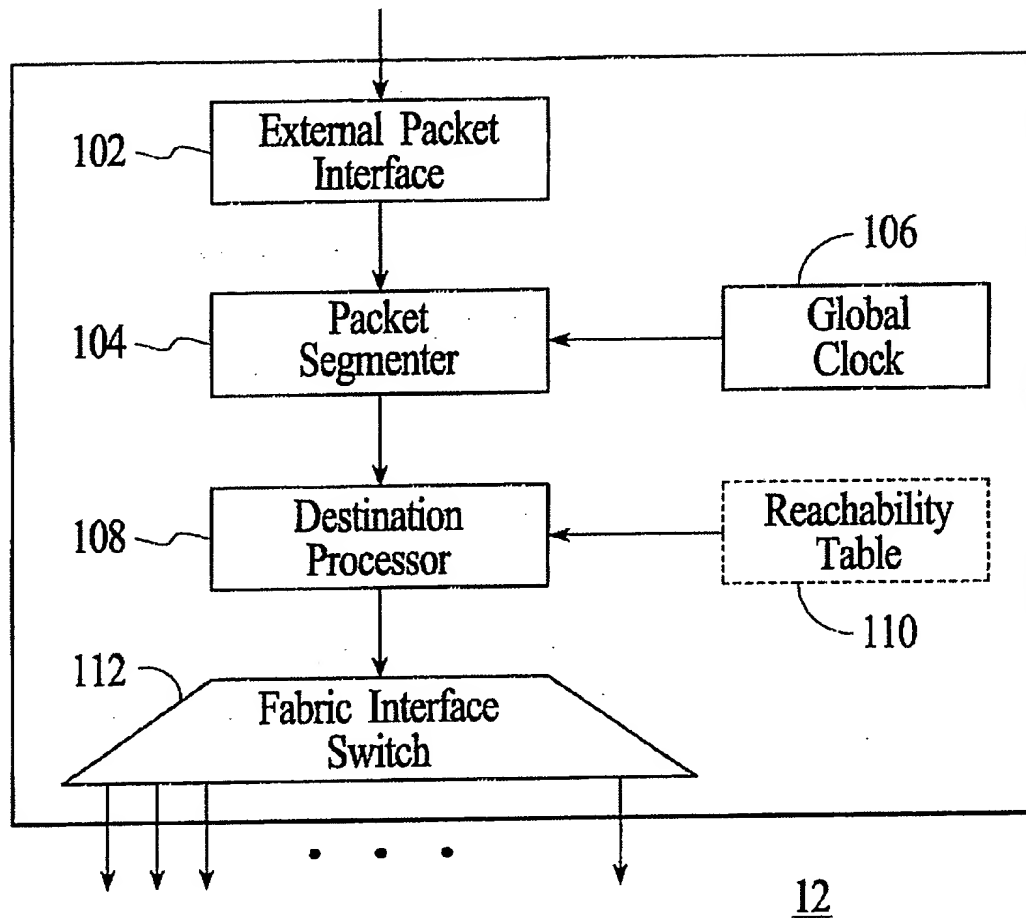 102
External Packet
Interface
106
104
Packet
Segmenter
Global
Clock
108
Destination
Processor
Reachability
Table
110
112
Fabric Interface
Switch
12